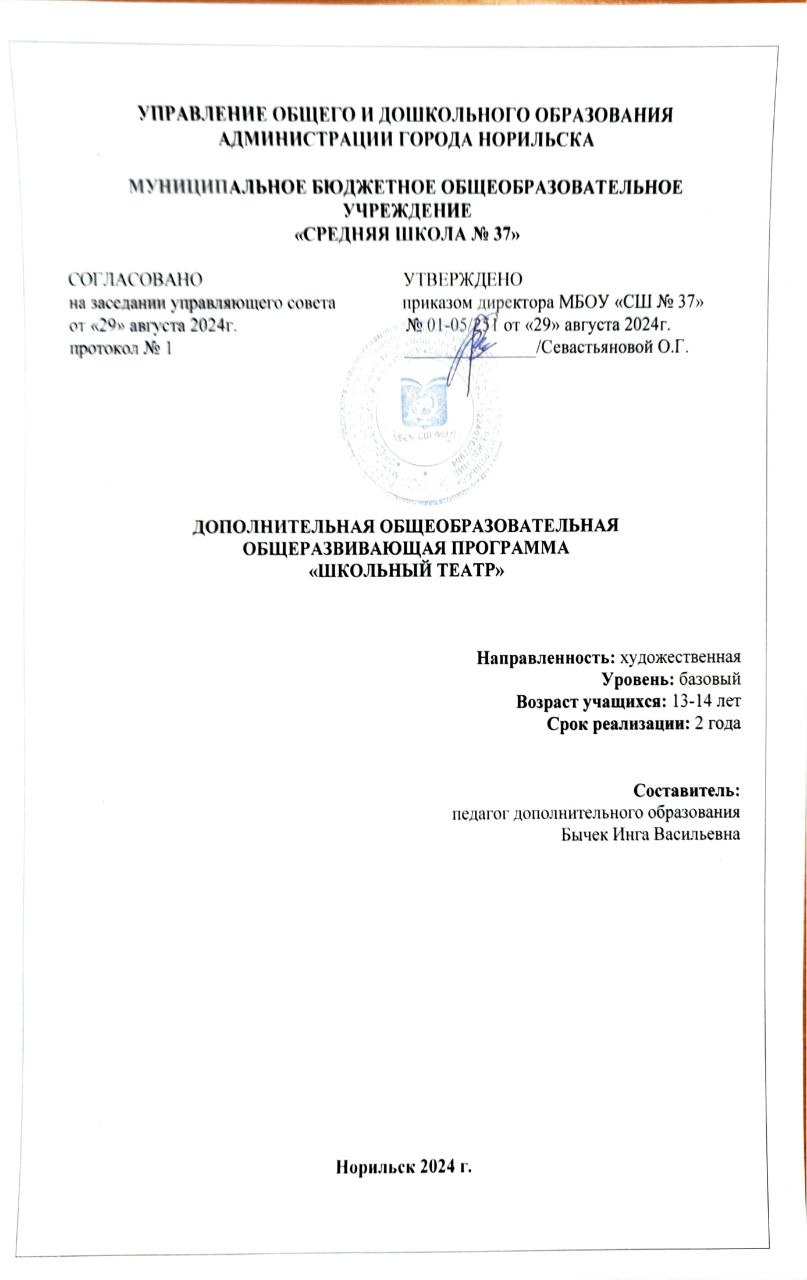 УПРАВЛЕНИЕ ОБЩЕГО И ДОШКОЛЬНОГО ОБРАЗОВАНИЯ
АДМИНИСТРАЦИИ ГОРОДА НОРИЛЬСКА
МУНИЦИПАЛЬНОЕ БЮДЖЕТНОЕ ОБЩЕОБРАЗОВАТЕЛЬНОЕ
УЧРЕЖДЕНИЕ
«СРЕДНЯЯ ШКОЛА № 37»
СОГЛАСОВАНО
на заседании управляющего совета
от «29» августа 2024г.
протокол № 1
УТВЕРЖДЕНО
приказом директора МБОУ «СШ № 37»
№ 01-05/251 от «29» августа 2024г.
/Севастьяновой О.Г.
ДОПОЛНИТЕЛЬНАЯ ОБЩЕОБРАЗОВАТЕЛЬНАЯ
ОБЩЕРАЗВИВАЮЩАЯ ПРОГРАММА
«ШКОЛЬНЫЙ ТЕАТР»
Направленность: художественная
Уровень: базовый
Возраст учащихся: 13-14 лет
Срок реализации: 2 года
Составитель:
педагог дополнительного образования
Бычек Инга Васильевна
Норильск 2024 г.